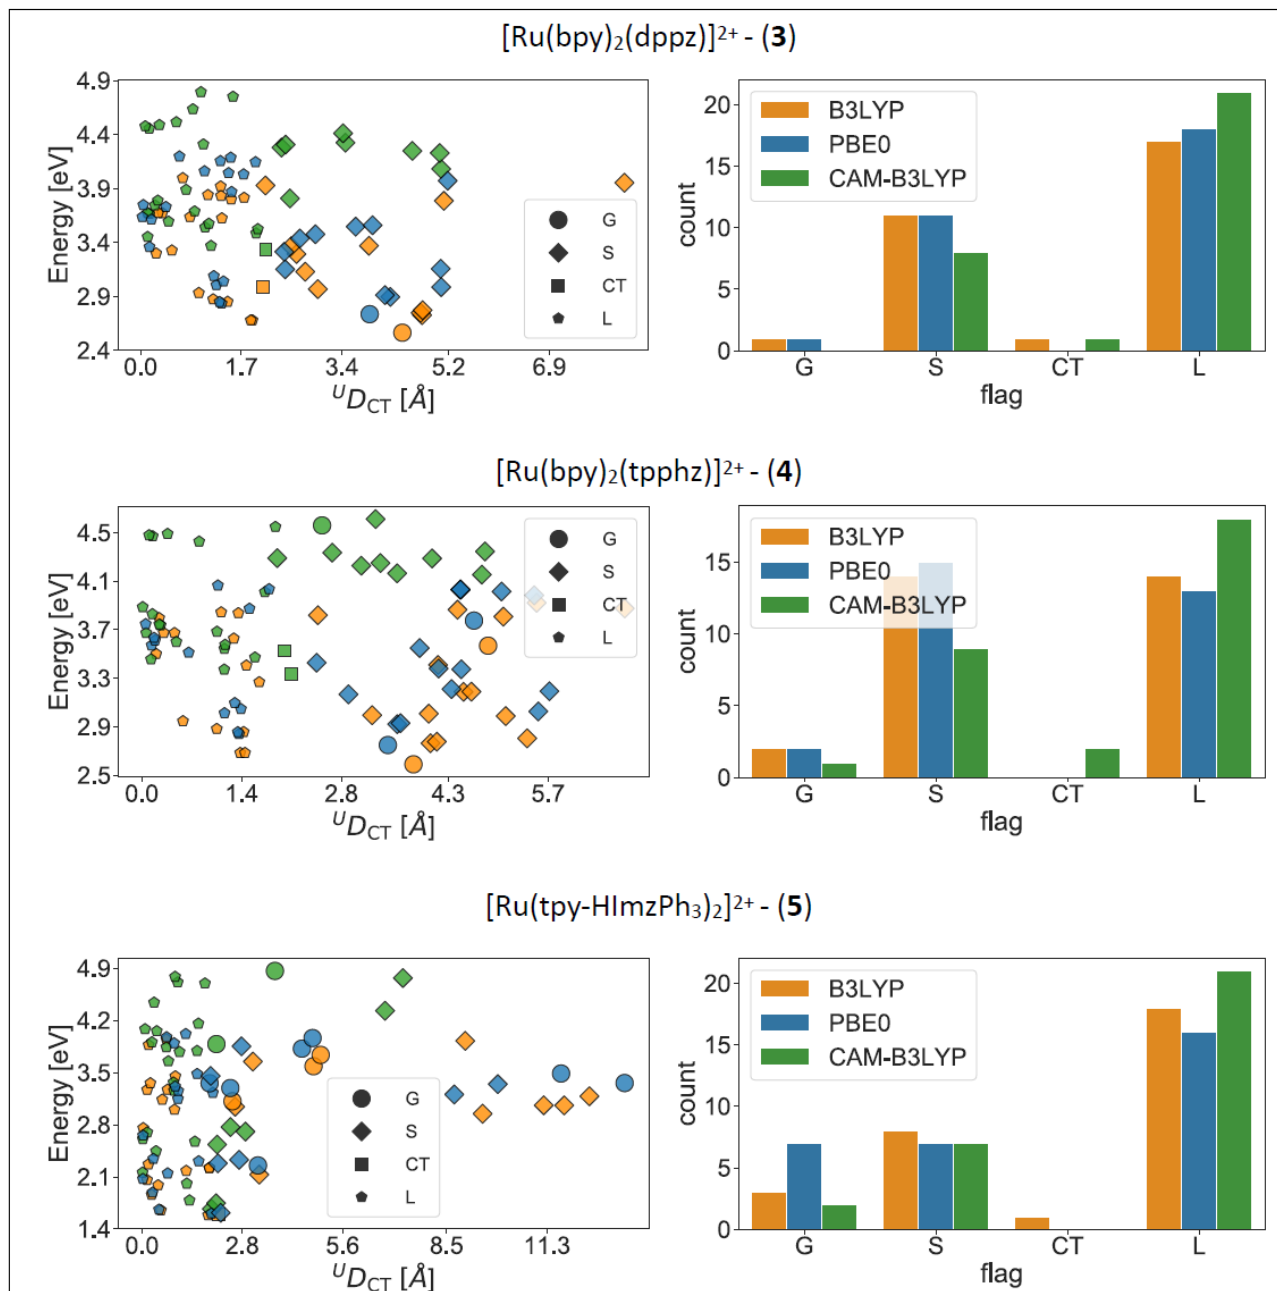 [Ru(bpy)₂(dppz)]²⁺ - (3)
4.9
4.4
3.9
3.4
2.9
2.4
Energy [eV]
G
S
CT
L
0.0 1.7 3.4 5.2 6.9
ᵁD_CT [Å]
20
15
10
5
0
count
B3LYP
PBE0
CAM-B3LYP
G S CT L
flag
[Ru(bpy)₂(tpphz)]²⁺ - (4)
4.5
4.1
3.7
3.3
2.9
2.5
Energy [eV]
G
S
CT
L
0.0 1.4 2.8 4.3 5.7
ᵁD_CT [Å]
15
10
5
0
count
B3LYP
PBE0
CAM-B3LYP
G S CT L
flag
[Ru(tpy-HImzPh₃)₂]²⁺ - (5)
4.9
4.2
3.5
2.8
2.1
1.4
Energy [eV]
G
S
CT
L
0.0 2.8 5.6 8.5 11.3
ᵁD_CT [Å]
20
15
10
5
0
count
B3LYP
PBE0
CAM-B3LYP
G S CT L
flag